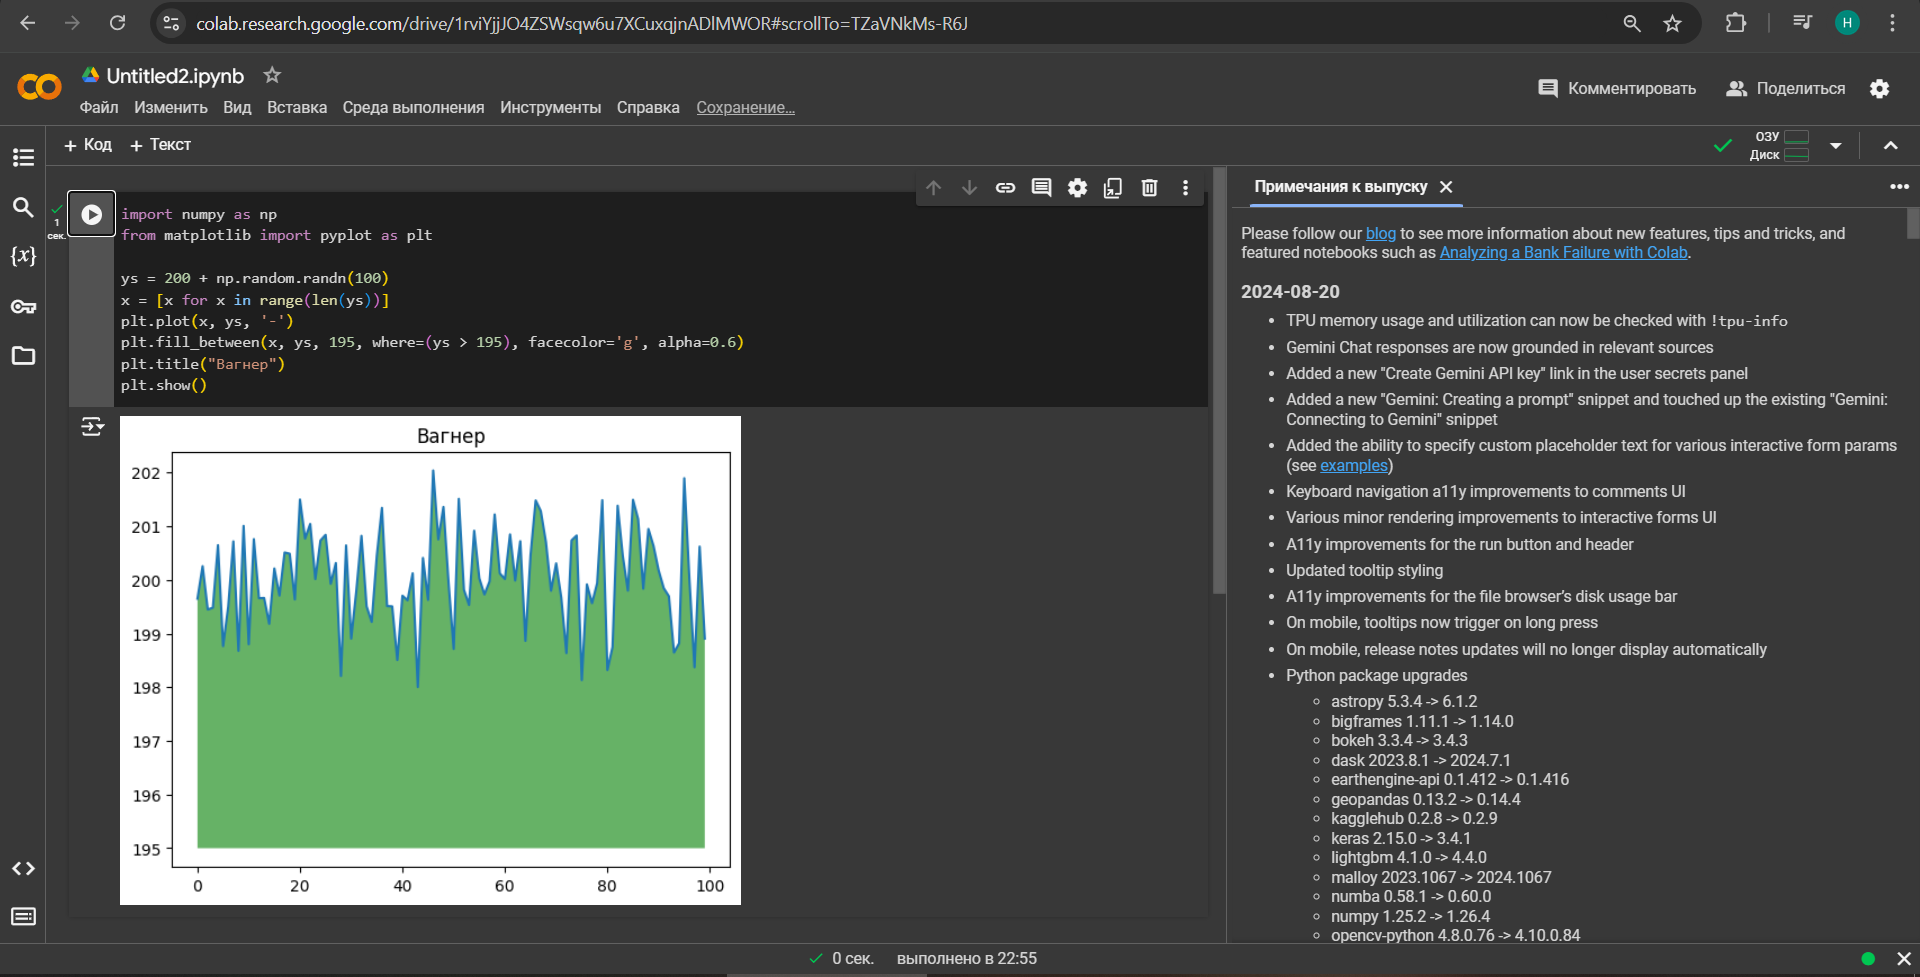 colab.research.google.com/drive/1rviYjjJO4ZSWsqw6u7XCuxqjnADlMWOR#scrollTo=TZaVNkMs-R6J
H
Untitled2.ipynb
Файл Изменить Вид Вставка Среда выполнения Инструменты Справка Сохранение...
Комментировать
Поделиться
+ Код + Текст
ОЗУ
Диск
1
сек.
import numpy as np
from matplotlib import pyplot as plt
ys = 200 + np.random.randn(100)
x = [x for x in range(len(ys))]
plt.plot(x, ys, '-')
plt.fill_between(x, ys, 195, where=(ys > 195), facecolor='g', alpha=0.6)
plt.title("Вагнер")
plt.show()
Вагнер
202
201
200
199
198
197
196
195
0 20 40 60 80 100
Примечания к выпуску
Please follow our blog to see more information about new features, tips and tricks, and
featured notebooks such as Analyzing a Bank Failure with Colab.
2024-08-20
• TPU memory usage and utilization can now be checked with !tpu-info
• Gemini Chat responses are now grounded in relevant sources
• Added a new "Create Gemini API key" link in the user secrets panel
• Added a new "Gemini: Creating a prompt" snippet and touched up the existing "Gemini:
Connecting to Gemini" snippet
• Added the ability to specify custom placeholder text for various interactive form params
(see examples)
• Keyboard navigation a11y improvements to comments UI
• Various minor rendering improvements to interactive forms UI
• A11y improvements for the run button and header
• Updated tooltip styling
• A11y improvements for the file browser's disk usage bar
• On mobile, tooltips now trigger on long press
• On mobile, release notes updates will no longer display automatically
• Python package upgrades
◦ astropy 5.3.4 -> 6.1.2
◦ bigframes 1.11.1 -> 1.14.0
◦ bokeh 3.3.4 -> 3.4.3
◦ dask 2023.8.1 -> 2024.7.1
◦ earthengine-api 0.1.412 -> 0.1.416
◦ geopandas 0.13.2 -> 0.14.4
◦ kagglehub 0.2.8 -> 0.2.9
◦ keras 2.15.0 -> 3.4.1
◦ lightgbm 4.1.0 -> 4.4.0
◦ malloy 2023.1067 -> 2024.1067
◦ numba 0.58.1 -> 0.60.0
◦ numpy 1.25.2 -> 1.26.4
◦ opencv-python 4.8.0.76 -> 4.10.0.84
0 сек. выполнено в 22:55